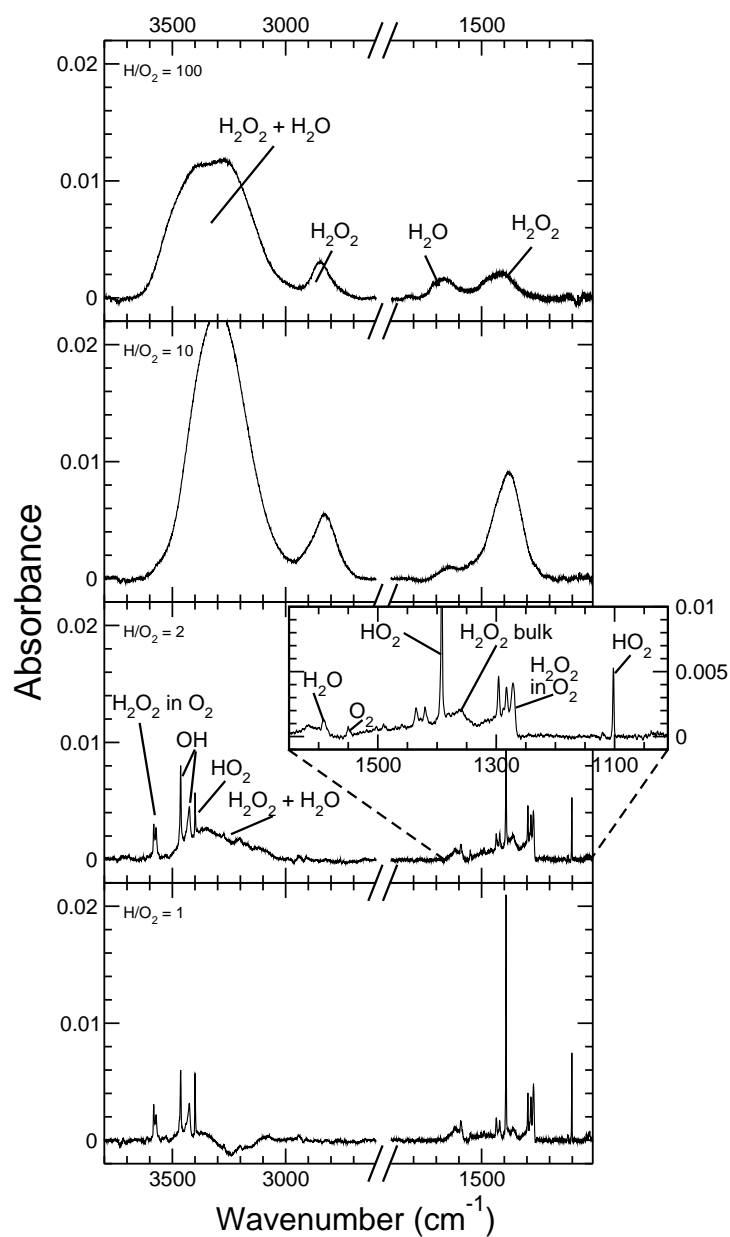 3500 3000 1500
0.02
H/O₂ = 100
H₂O₂ + H₂O
0.01
H₂O₂
H₂O
H₂O₂
0
0.02
H/O₂ = 10
0.01
0
Absorbance
0.02
H/O₂ = 2
0.01
HO₂
H₂O₂ bulk
H₂O
O₂
H₂O₂
in O₂
HO₂
0.005
0
1500 1300 1100
H₂O₂ in O₂
OH
0.01
HO₂
H₂O₂ + H₂O
0
0.02
H/O₂ = 1
0.01
0
3500 3000 1500
Wavenumber (cm⁻¹)